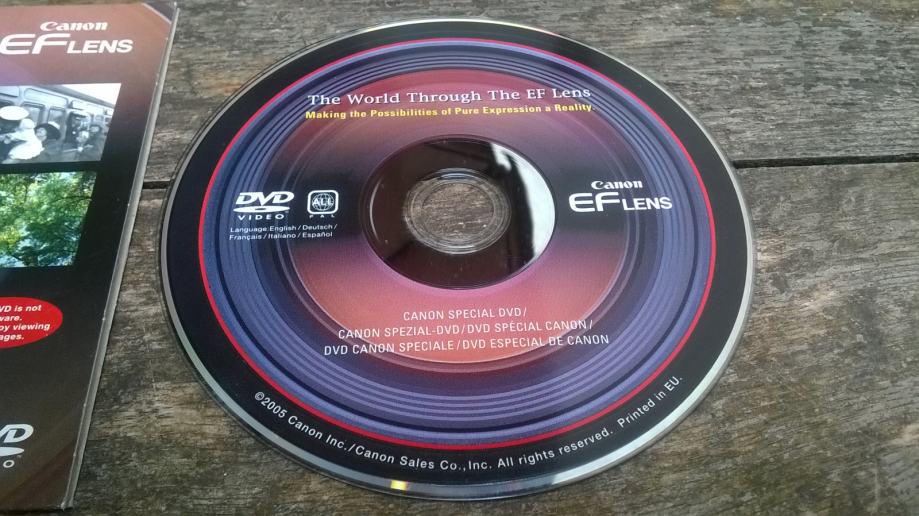 Canon
EF LENS
VD is not
ware.
oy viewing
ages.
VD
The World Through The EF Lens
Making the Possibilities of Pure Expression a Reality.
DVD
VIDEO
ALL
PAL
Language:English/Deutsch/
Français/Italiano/Español
Canon
EF LENS
CANON SPECIAL DVD/
CANON SPEZIAL-DVD/DVD SPÉCIAL CANON/
DVD CANON SPECIALE/DVD ESPECIAL DE CANON
©2005 Canon Inc./Canon Sales Co.,Inc. All rights reserved. Printed in EU.